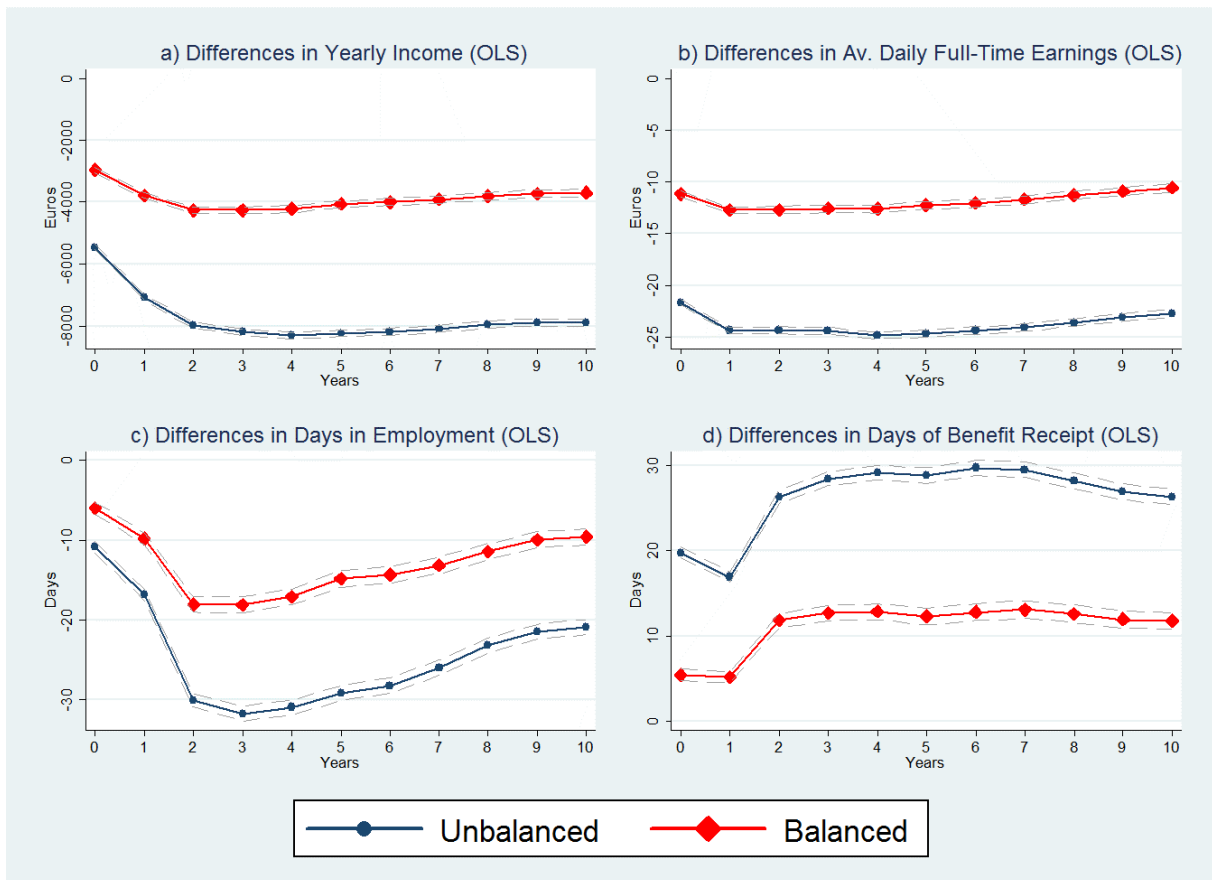 a) Differences in Yearly Income (OLS)
0
-2000
-4000
-6000
-8000
Euros
0 1 2 3 4 5 6 7 8 9 10
Years
b) Differences in Av. Daily Full-Time Earnings (OLS)
0
-5
-10
-15
-20
-25
Euros
0 1 2 3 4 5 6 7 8 9 10
Years
c) Differences in Days in Employment (OLS)
0
-10
-20
-30
Days
0 1 2 3 4 5 6 7 8 9 10
Years
d) Differences in Days of Benefit Receipt (OLS)
30
20
10
0
Days
0 1 2 3 4 5 6 7 8 9 10
Years
Unbalanced Balanced